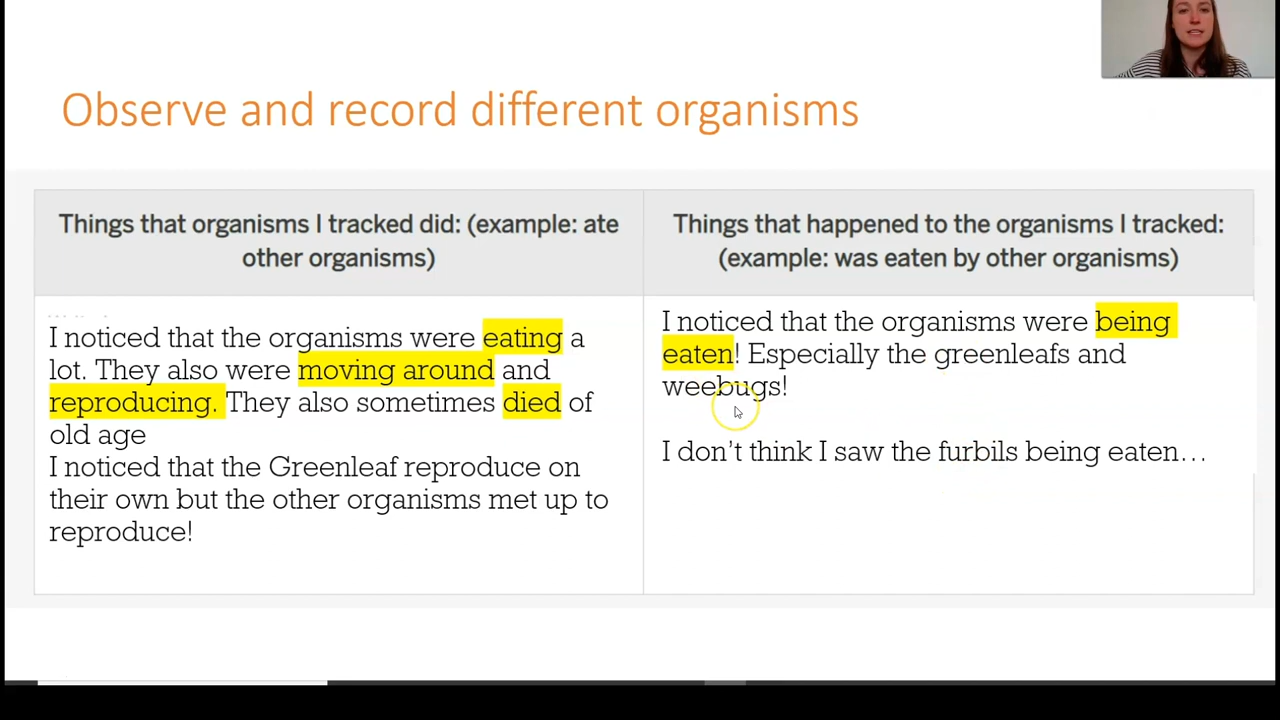 Observe and record different organisms
Things that organisms I tracked did: (example: ate
other organisms)
I noticed that the organisms were eating a
lot. They also were moving around and
reproducing. They also sometimes died of
old age
I noticed that the Greenleaf reproduce on
their own but the other organisms met up to
reproduce!
Things that happened to the organisms I tracked:
(example: was eaten by other organisms)
I noticed that the organisms were being
eaten! Especially the greenleafs and
weebugs!
I don’t think I saw the furbils being eaten…